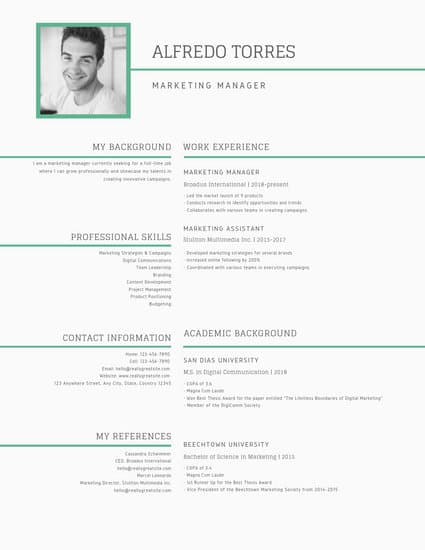 ALFREDO TORRES
MARKETING MANAGER
MY BACKGROUND
I am a marketing manager currently seeking for a full-time job
where I can grow professionally and showcase my talents in
creating innovative campaigns.
PROFESSIONAL SKILLS
Marketing Strategies & Campaigns
Digital Communications
Team Leadership
Branding
Content Development
Project Management
Product Positioning
Budgeting
CONTACT INFORMATION
Home: 123-456-7890
Cell: 123-456-7890
Email: hello@reallygreatsite.com
Website: www.reallygreatsite.com
123 Anywhere Street, Any City, State, Country 12345
MY REFERENCES
Cassandra Schwimmer
CEO, Broadus International
hello@reallygreatsite.com
Marcel Leonardo
Marketing Director, Stutton Multimedia Inc.
hello@reallygreatsite.com
WORK EXPERIENCE
MARKETING MANAGER
Broadus International | 2018-present
- Led the market launch of 9 products
- Conducts research to identify opportunities and trends
- Collaborates with various teams in creating campaigns
MARKETING ASSISTANT
Stutton Multimedia Inc. | 2015-2017
- Developed marketing strategies for several brands
- Increased online following by 200%
- Coordinated with various teams in executing campaigns
ACADEMIC BACKGROUND
SAN DIAS UNIVERSITY
M.S. in Digital Communication | 2018
- CGPA of 3.6
- Magna Cum Laude
- Won Best Thesis Award for the paper entitled "The Limitless Boundaries of Digital Marketing"
- Member of the DigiComm Society
BEECHTOWN UNIVERSITY
Bachelor of Science in Marketing | 2015
- CGPA of 3.4
- Magna Cum Laude
- 1st Runner Up for the Best Thesis Award
- Vice President of the Beechtown Marketing Society from 2014-2015